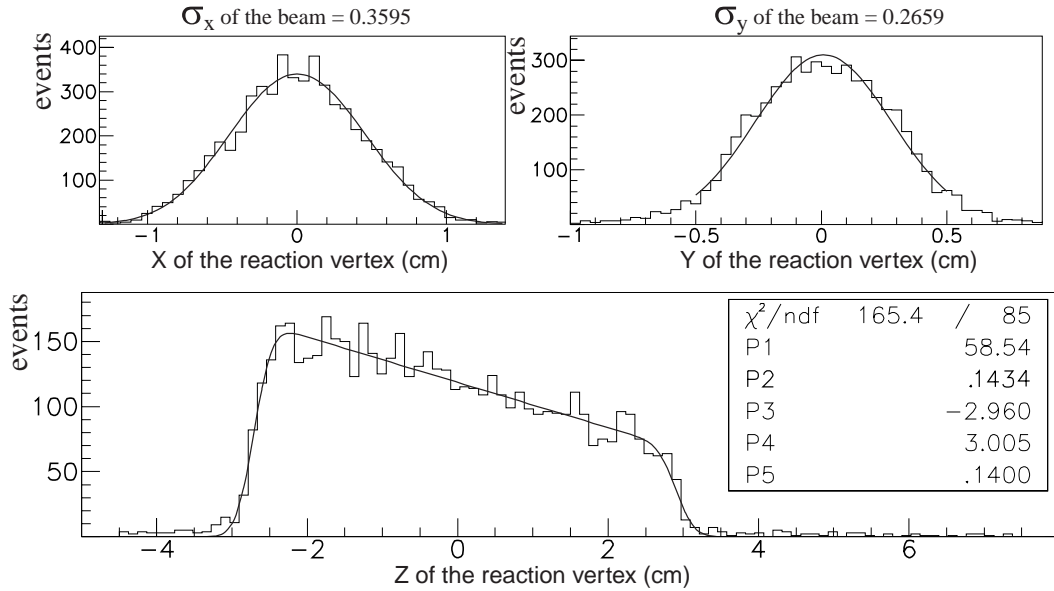 σx of the beam = 0.3595
σy of the beam = 0.2659
events
400
300
200
100
-1
0
1
X of the reaction vertex (cm)
events
300
200
100
-1
-0.5
0
0.5
Y of the reaction vertex (cm)
events
150
100
50
-4
-2
0
2
4
6
Z of the reaction vertex (cm)
χ²/ndf 165.4 / 85
P1 58.54
P2 .1434
P3 -2.960
P4 3.005
P5 .1400